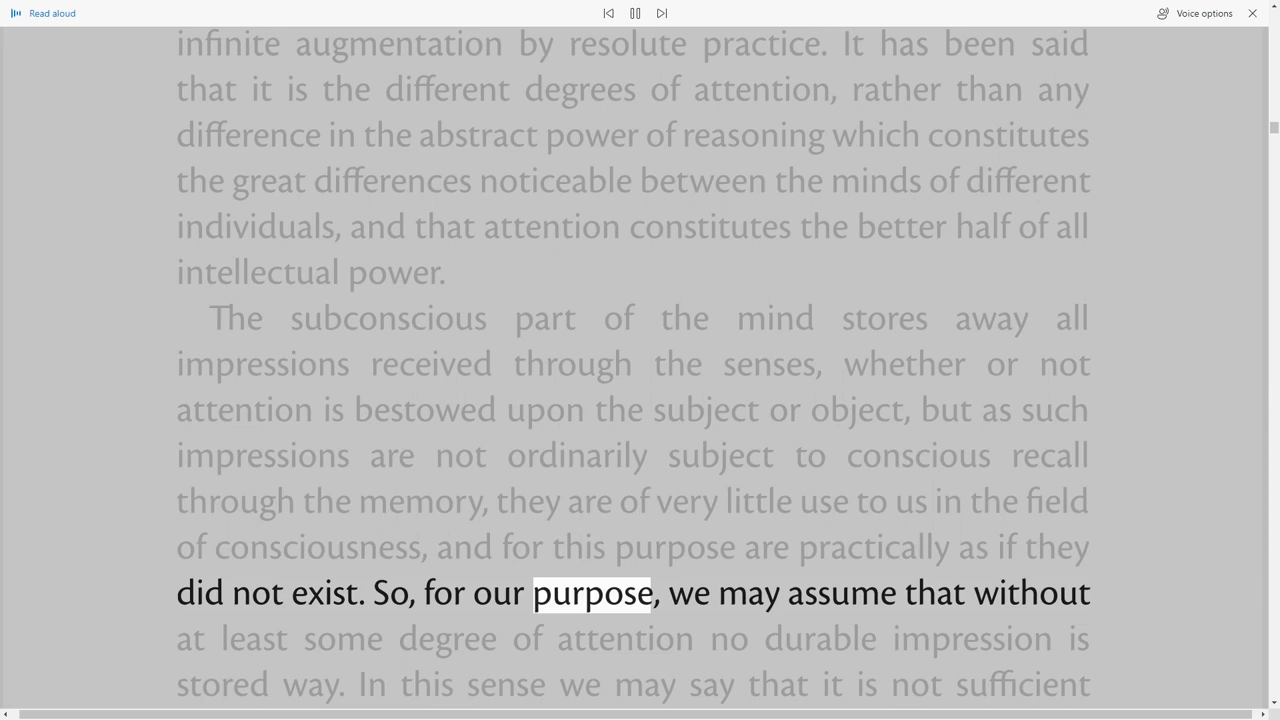 Read aloud
Voice options
infinite augmentation by resolute practice. It has been said
that it is the different degrees of attention, rather than any
difference in the abstract power of reasoning which constitutes
the great differences noticeable between the minds of different
individuals, and that attention constitutes the better half of all
intellectual power.
The subconscious part of the mind stores away all
impressions received through the senses, whether or not
attention is bestowed upon the subject or object, but as such
impressions are not ordinarily subject to conscious recall
through the memory, they are of very little use to us in the field
of consciousness, and for this purpose are practically as if they
did not exist. So, for our purpose, we may assume that without
at least some degree of attention no durable impression is
stored way. In this sense we may say that it is not sufficient